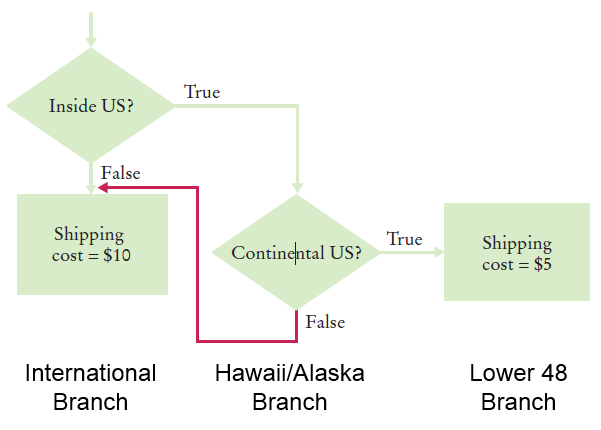 True
Inside US?
False
Shipping
cost = $10
Continental US?
True
Shipping
cost = $5
False
International
Branch
Hawaii/Alaska
Branch
Lower 48
Branch